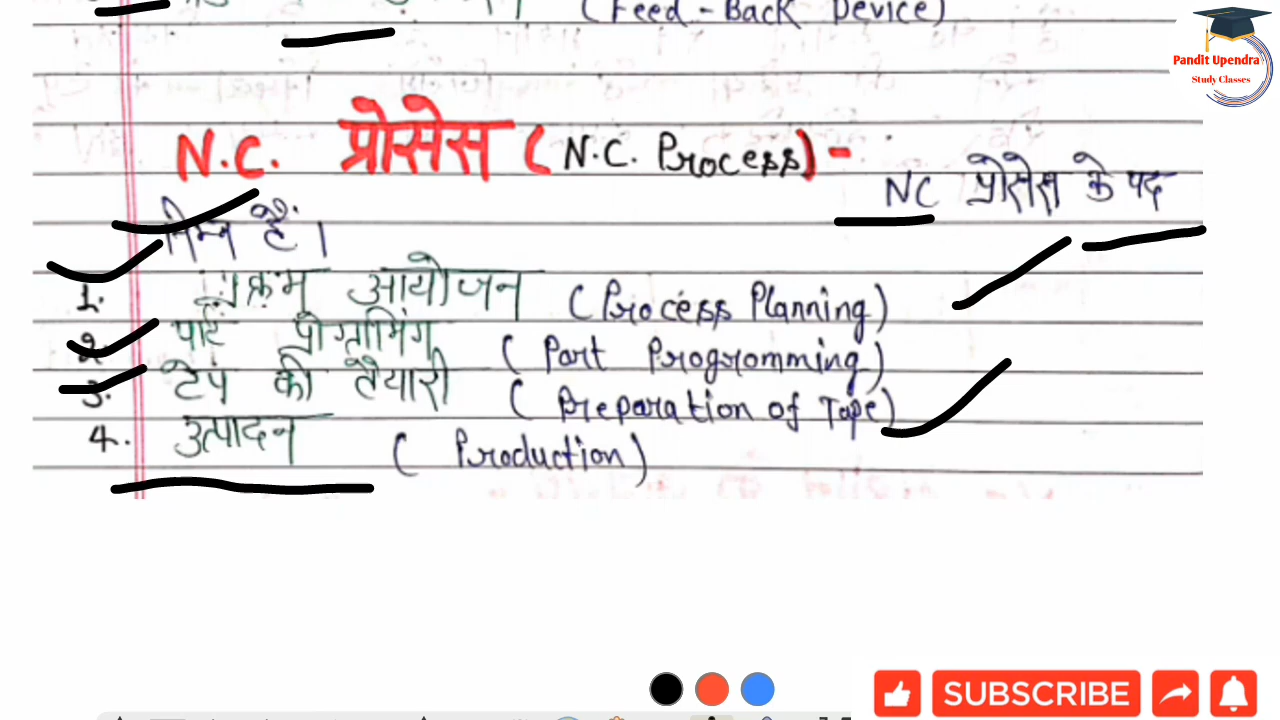 (Feed-Back Device)
Pandit Upendra
Study Classes
N.C. प्रोसेस (N.C. Process) -
NC प्रोसेस के पद
निम्न हैं।
1. प्रक्रम आयोजन (Process Planning)
2. पार्ट प्रोग्रामिंग (Part Progromming)
3. टेप की तैयारी (Preparation of Tape)
4. उत्पादन (Production)
SUBSCRIBE